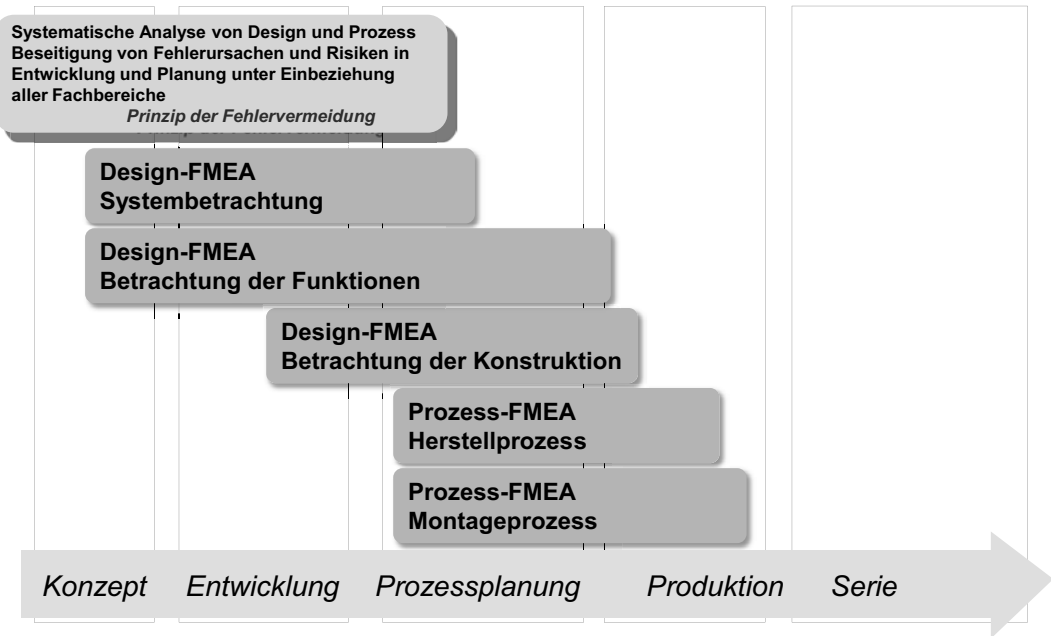 Systematische Analyse von Design und Prozess
Beseitigung von Fehlerursachen und Risiken in
Entwicklung und Planung unter Einbeziehung
aller Fachbereiche
Prinzip der Fehlervermeidung
Design-FMEA
Systembetrachtung
Design-FMEA
Betrachtung der Funktionen
Design-FMEA
Betrachtung der Konstruktion
Prozess-FMEA
Herstellprozess
Prozess-FMEA
Montageprozess
Konzept Entwicklung Prozessplanung Produktion Serie